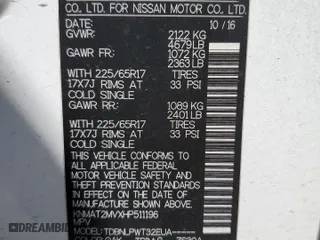 CO. LTD. FOR NISSAN MOTOR CO., LTD.
DATE: 10 / 16
GVWR: 2122 KG
4679 LB
GAWR FR: 1072 KG
2363 LB
WITH 225/65R17 TIRES
17X7J RIMS AT 33 PSI
COLD SINGLE
GAWR RR: 1089 KG
2401 LB
WITH 225/65R17 TIRES
17X7J RIMS AT 33 PSI
COLD SINGLE
THIS VEHICLE CONFORMS TO
ALL APPLICABLE FEDERAL
MOTOR VEHICLE SAFETY AND
THEFT PREVENTION STANDARDS
IN EFFECT ON THE DATE OF
MANUFACTURE SHOWN ABOVE.
KNMAT2MVXHP511196
MPV
MODEL: TDBNLPWT32EUA-----